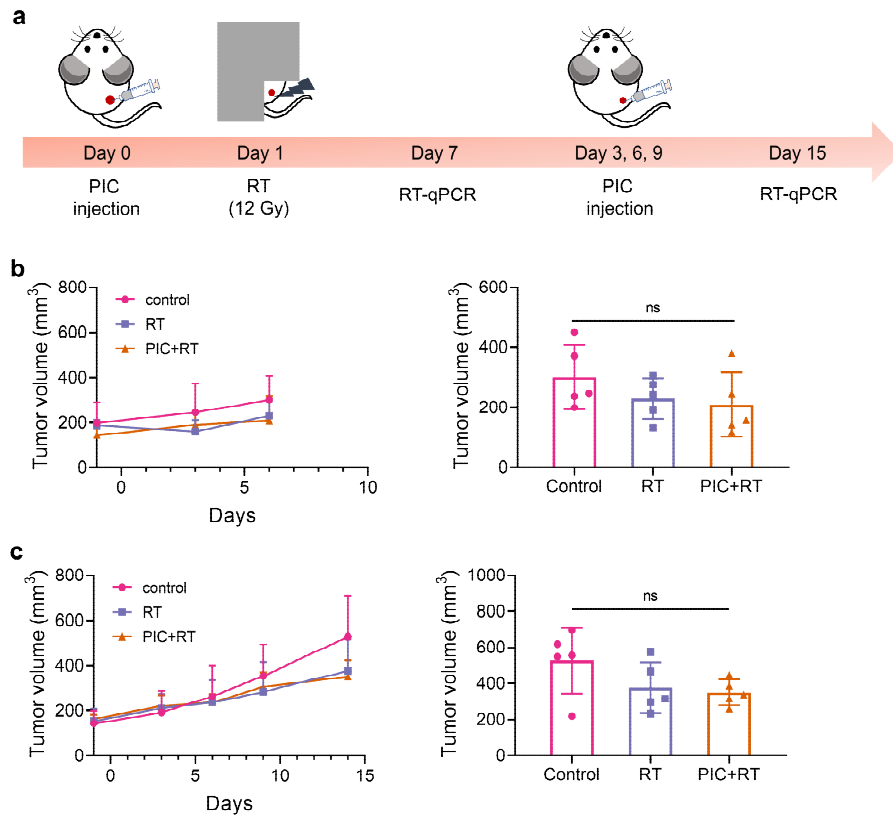 a
Day 0
Day 1
Day 7
Day 3, 6, 9
Day 15
PIC
injection
RT
(12 Gy)
RT-qPCR
PIC
injection
RT-qPCR
b
Tumor volume (mm³)
800
600
400
200
0
control
RT
PIC+RT
0
5
10
Days
Tumor volume (mm³)
600
400
200
0
ns
Control
RT
PIC+RT
c
Tumor volume (mm³)
800
600
400
200
0
control
RT
PIC+RT
0
5
10
15
Days
Tumor volume (mm³)
1000
800
600
400
200
0
ns
Control
RT
PIC+RT